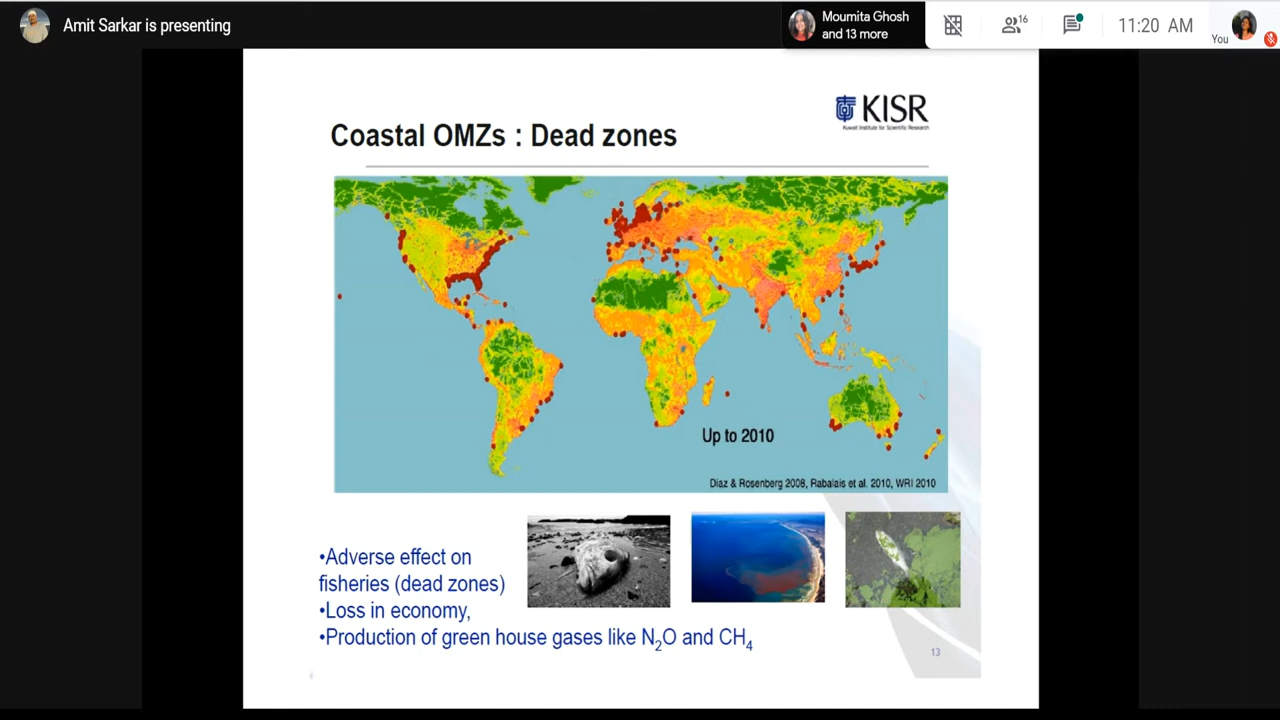 Amit Sarkar is presenting
Moumita Ghosh
and 13 more
16
11:20 AM
You
KISR
Kuwait Institute for Scientific Research
Coastal OMZs : Dead zones
Up to 2010
Diaz & Rosenberg 2008, Rabalais et al. 2010, WRI 2010
•Adverse effect on
fisheries (dead zones)
•Loss in economy,
•Production of green house gases like N₂O and CH₄
13